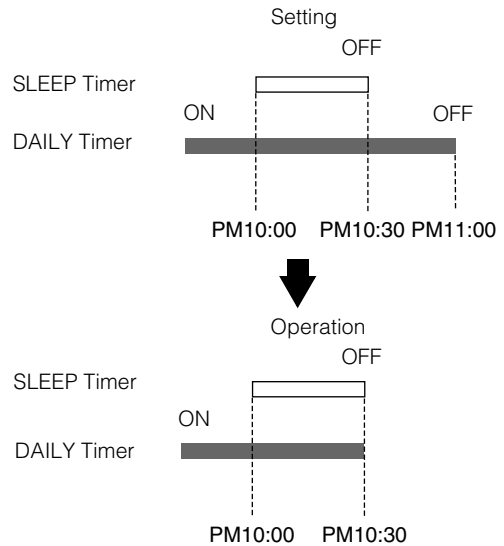 Setting
OFF
SLEEP Timer
ON OFF
DAILY Timer
PM10:00 PM10:30 PM11:00
Operation
OFF
SLEEP Timer
ON
DAILY Timer
PM10:00 PM10:30